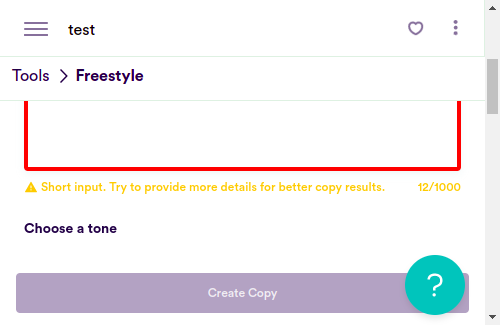 test
Tools > Freestyle
Short input. Try to provide more details for better copy results. 12/1000
Choose a tone
Create Copy
?